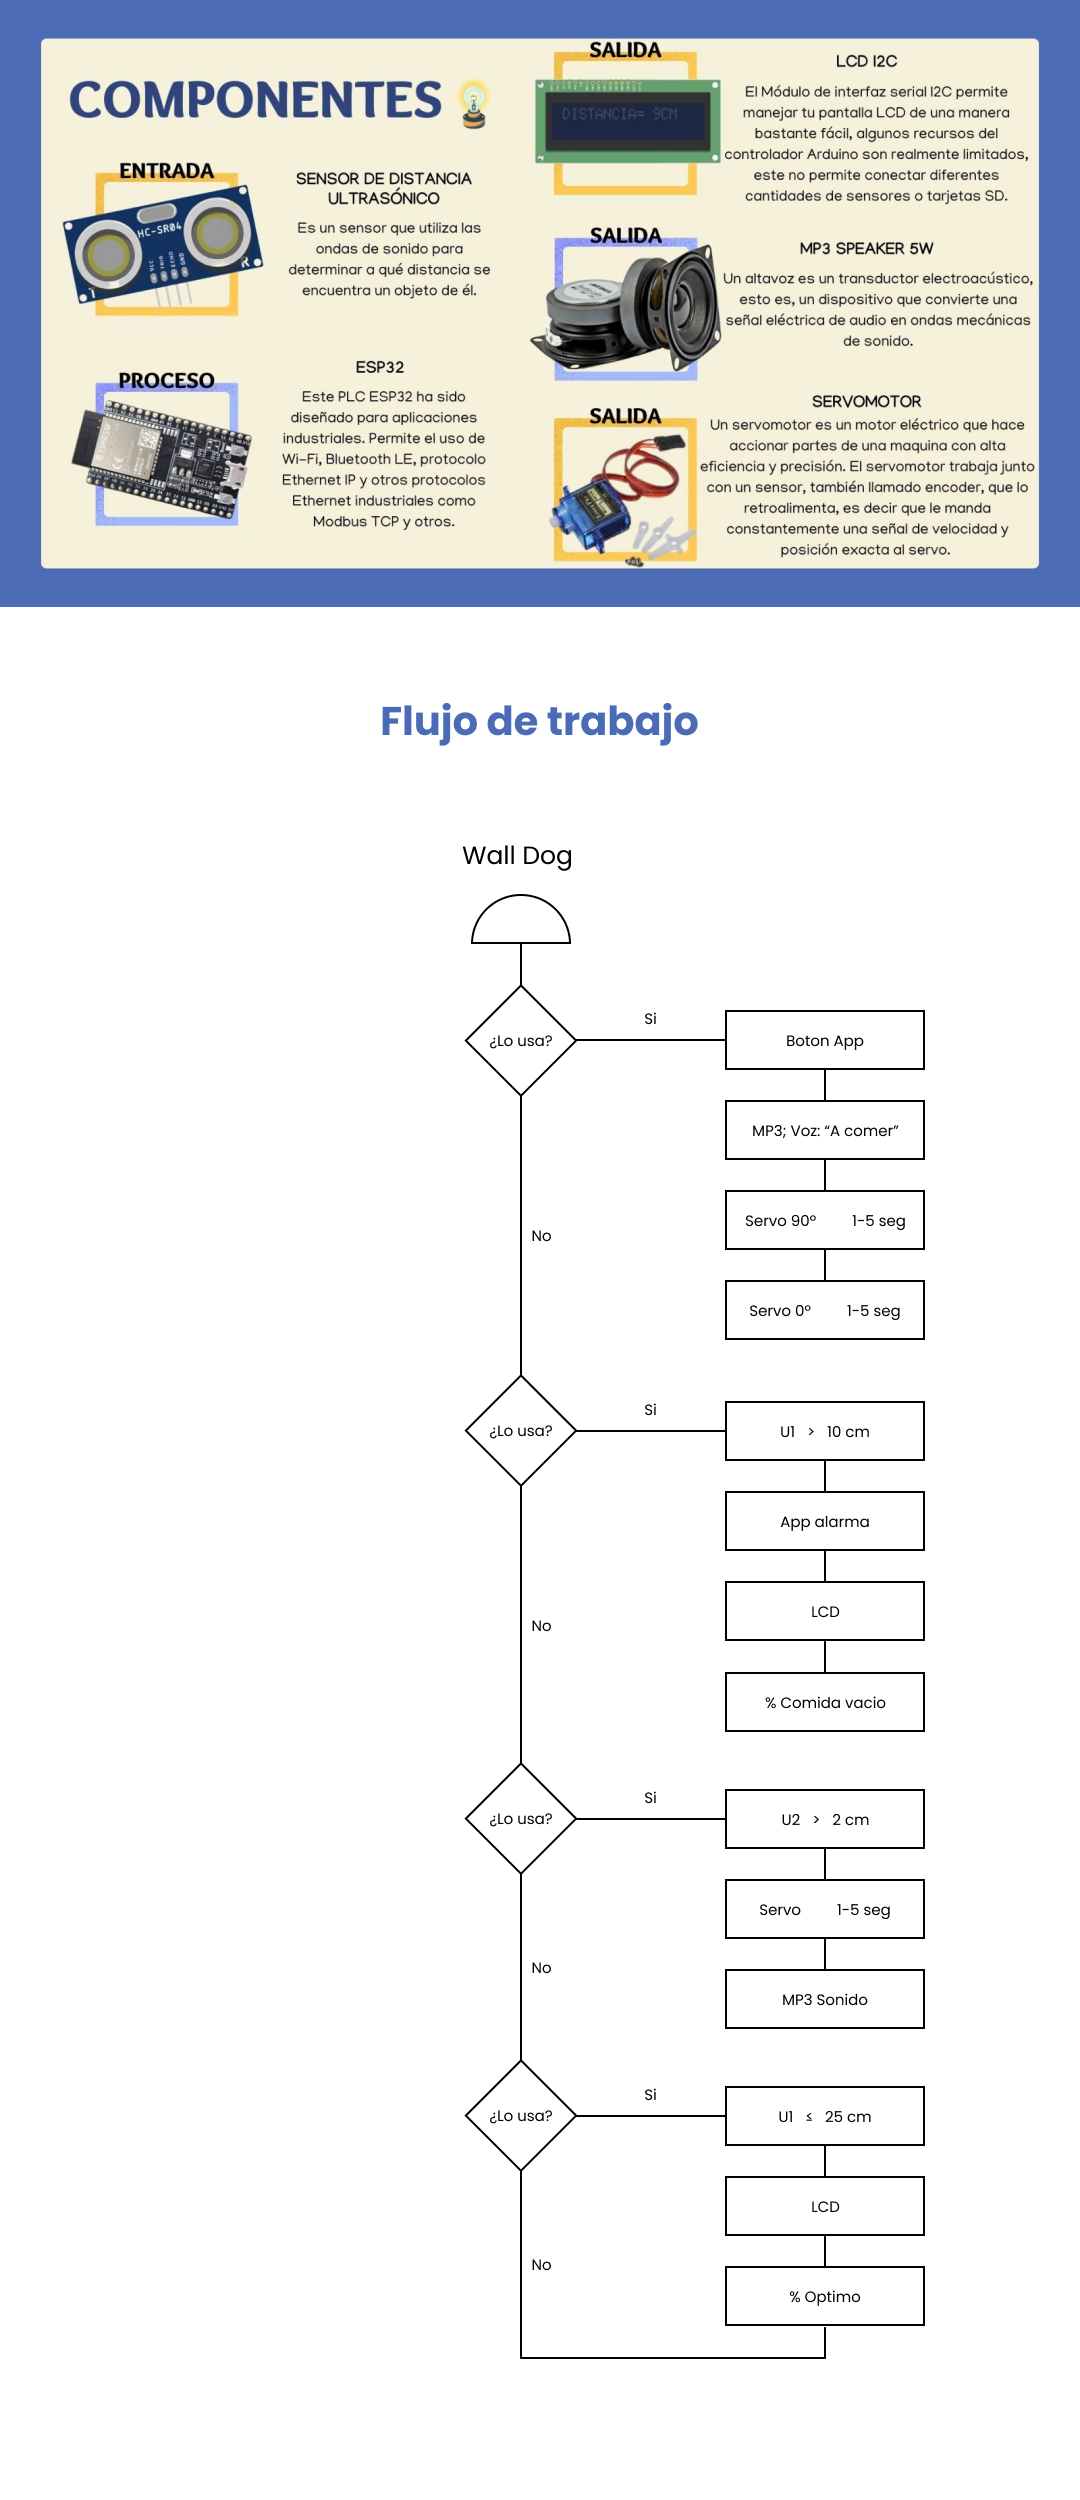 COMPONENTES
ENTRADA
HC-SR04
VCC
TRIG
ECHO
GND
T
R
SENSOR DE DISTANCIA
ULTRASÓNICO
Es un sensor que utiliza las
ondas de sonido para
determinar a qué distancia se
encuentra un objeto de él.
PROCESO
ESP32
Este PLC ESP32 ha sido
diseñado para aplicaciones
industriales. Permite el uso de
Wi-Fi, Bluetooth LE, protocolo
Ethernet IP y otros protocolos
Ethernet industriales como
Modbus TCP y otros.
SALIDA
DISTANCIA= 9CM
LCD I2C
El Módulo de interfaz serial I2C permite
manejar tu pantalla LCD de una manera
bastante fácil, algunos recursos del
controlador Arduino son realmente limitados,
este no permite conectar diferentes
cantidades de sensores o tarjetas SD.
SALIDA
MP3 SPEAKER 5W
Un altavoz es un transductor electroacústico,
esto es, un dispositivo que convierte una
señal eléctrica de audio en ondas mecánicas
de sonido.
SALIDA
SERVOMOTOR
Un servomotor es un motor eléctrico que hace
accionar partes de una maquina con alta
eficiencia y precisión. El servomotor trabaja junto
con un sensor, también llamado encoder, que lo
retroalimenta, es decir que le manda
constantemente una señal de velocidad y
posición exacta al servo.
Flujo de trabajo
Wall Dog
¿Lo usa?
Si
Boton App
MP3; Voz: “A comer”
Servo 90º 1-5 seg
No
Servo 0º 1-5 seg
¿Lo usa?
Si
U1 > 10 cm
App alarma
LCD
No
% Comida vacio
¿Lo usa?
Si
U2 > 2 cm
Servo 1-5 seg
No
MP3 Sonido
¿Lo usa?
Si
U1 ≤ 25 cm
LCD
No
% Optimo